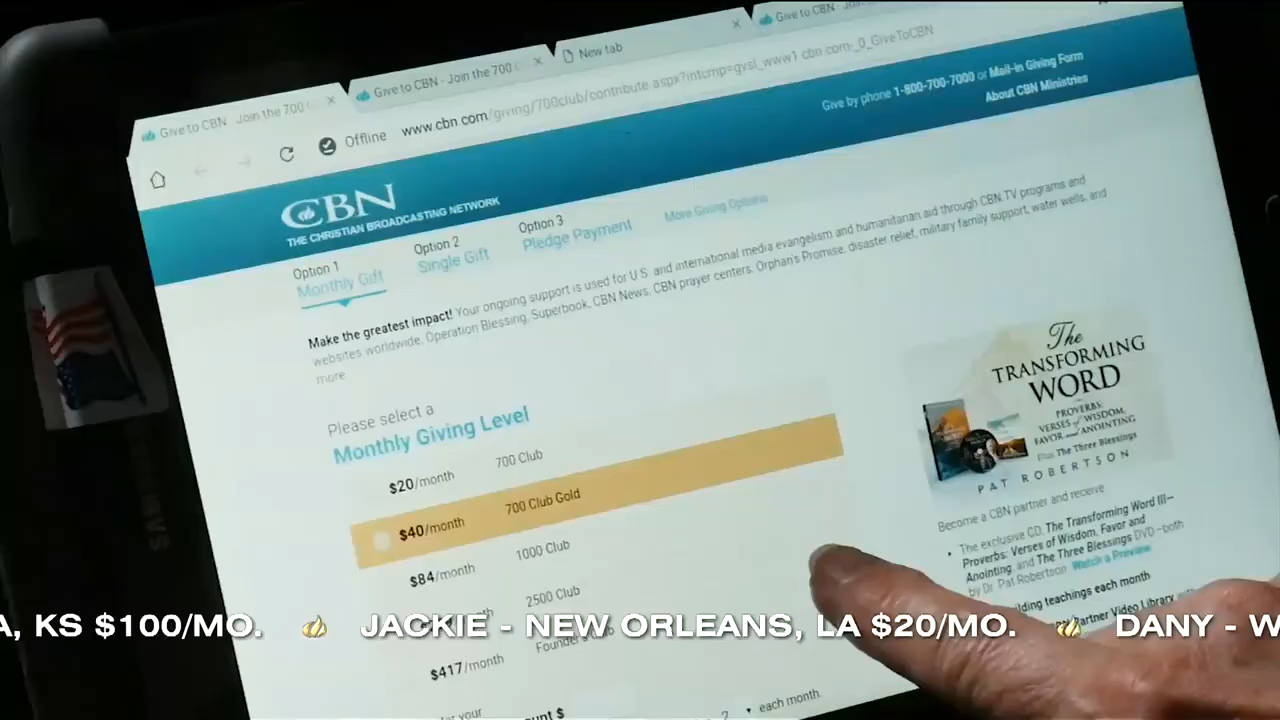 Give to CBN - Join the 700
Give to CBN - Join the 700 C
New tab
Give to CBN - Join
Offline
www.cbn.com/giving/700club/contribute.aspx?intcmp=gysl_www1 cbn com-_0_GiveToCBN
Give by phone 1-800-700-7000 or Mail-in Giving Form
About CBN Ministries
CBN
THE CHRISTIAN BROADCASTING NETWORK
Option 1
Monthly Gift
Option 2
Single Gift
Option 3
Pledge Payment
More Giving Options
Make the greatest impact! Your ongoing support is used for U.S. and international media evangelism and humanitarian aid through CBN TV programs and
websites worldwide, Operation Blessing, Superbook, CBN News, CBN prayer centers, Orphan's Promise, disaster relief, military family support, water wells, and
more.
Please select a
Monthly Giving Level
$20/month 700 Club
$40/month 700 Club Gold
$84/month 1000 Club
2500 Club
$417/month
each month.
The
TRANSFORMING
WORD
PROVERBS:
VERSES of WISDOM,
FAVOR and ANOINTING
Plus The Three Blessings
PAT ROBERTSON
Become a CBN partner and receive
• The exclusive CD, The Transforming Word III—
Proverbs: Verses of Wisdom, Favor and
Anointing, and The Three Blessings DVD—both
by Dr. Pat Robertson Watch a Preview
ilding teachings each month
Partner Video Library
SAMSUNG
A, KS $100/MO. JACKIE - NEW ORLEANS, LA $20/MO. DANY - W